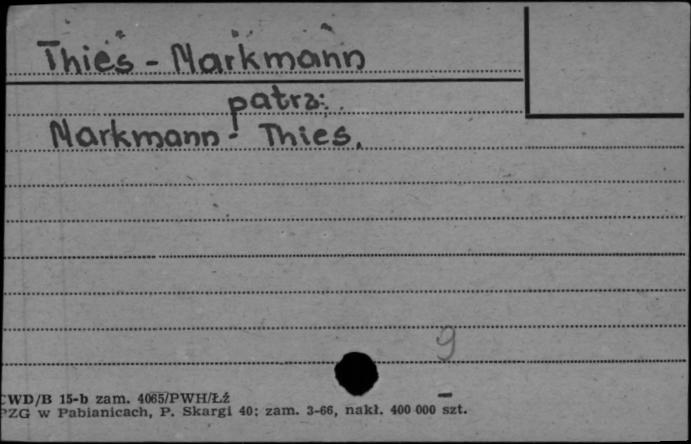 Thies - Markmann
patrz:
Markmann - Thies.
9
CWD/B 15-b zam. 4065/PWH/Łź
PZG w Pabianicach, P. Skargi 40; zam. 3-66, nakł. 400 000 szt.